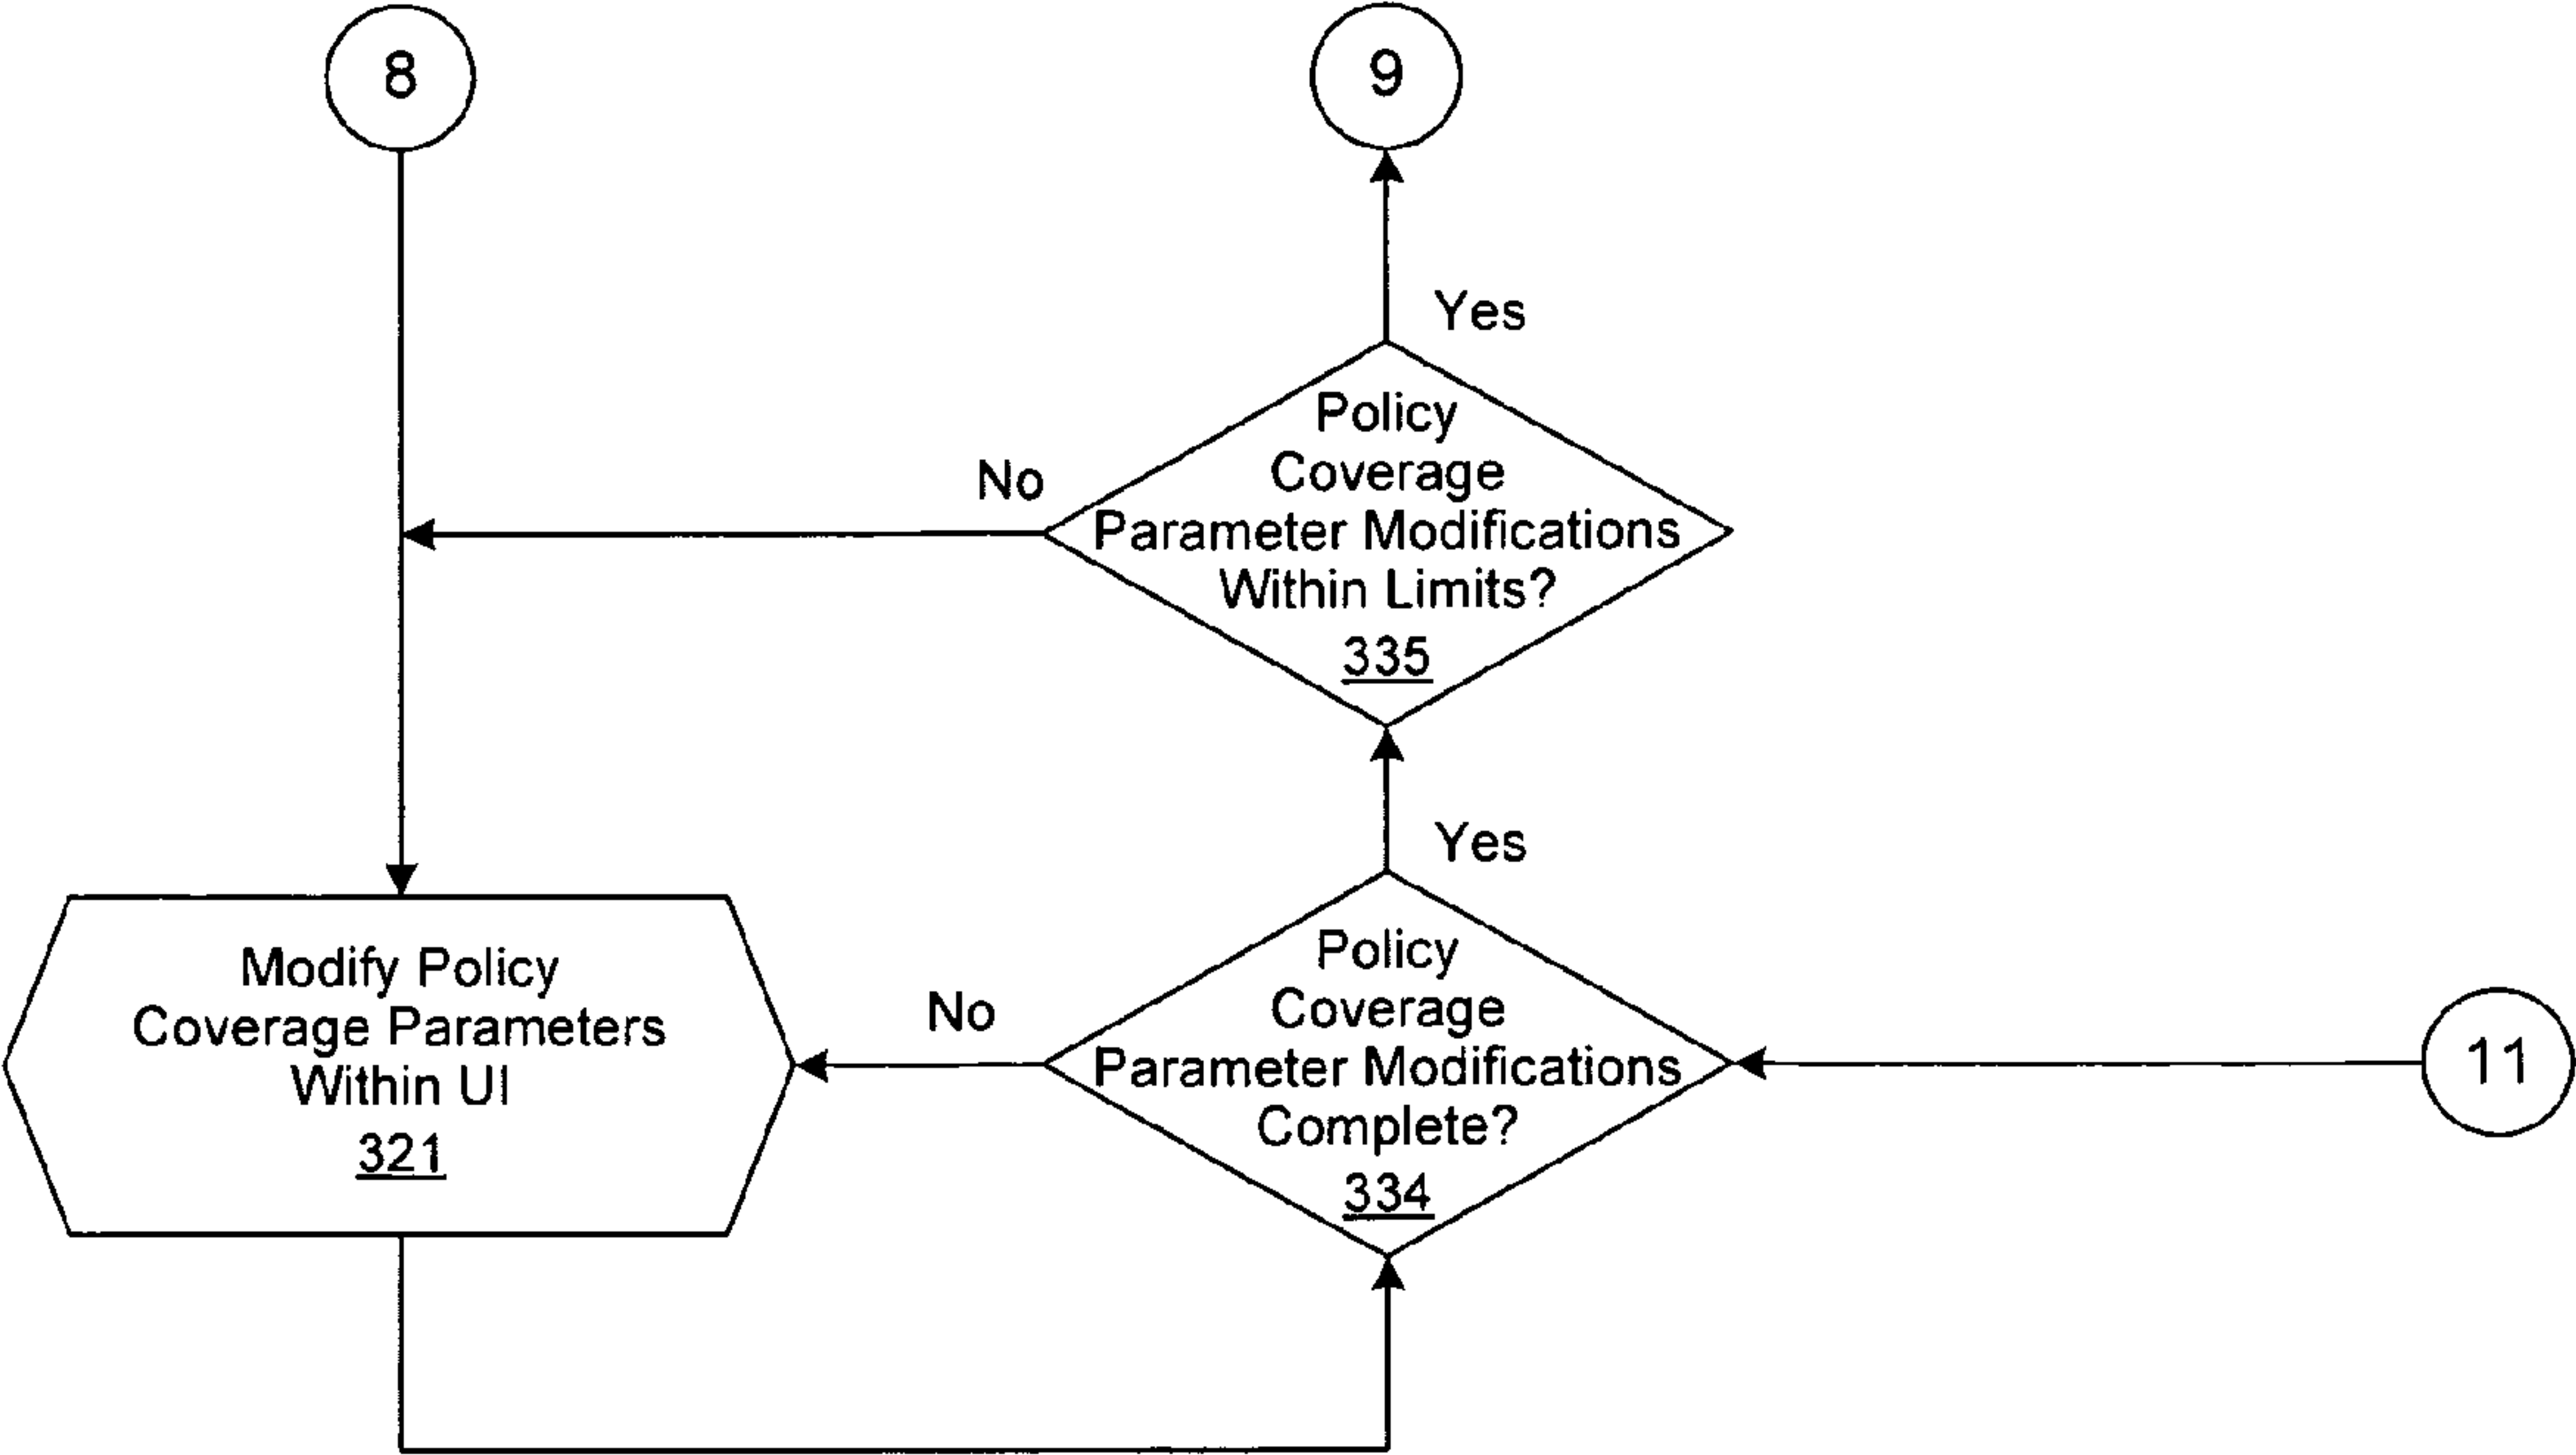 8
9
Yes
No
Policy
Coverage
Parameter Modifications
Within Limits?
335
Yes
Modify Policy
Coverage Parameters
Within UI
321
No
Policy
Coverage
Parameter Modifications
Complete?
334
11